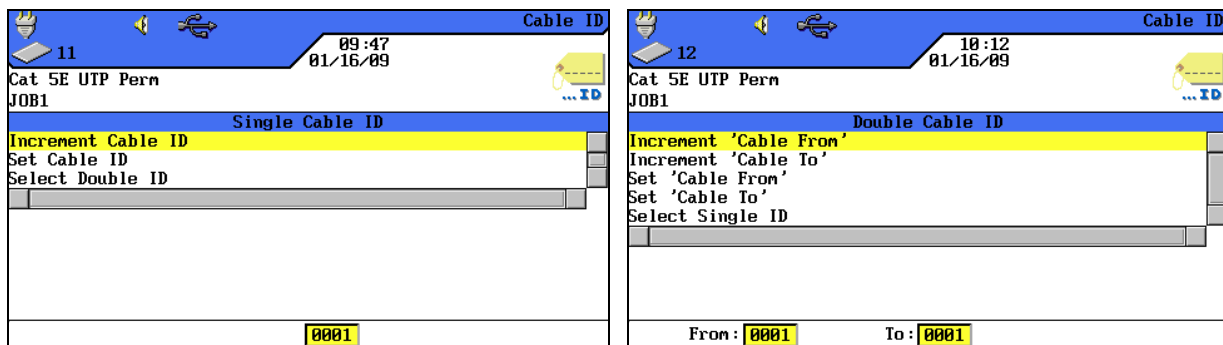 Cable ID
11
09:47
01/16/09
Cat 5E UTP Perm
JOB1
...ID
Single Cable ID
Increment Cable ID
Set Cable ID
Select Double ID
0001
Cable ID
12
10:12
01/16/09
Cat 5E UTP Perm
JOB1
...ID
Double Cable ID
Increment 'Cable From'
Increment 'Cable To'
Set 'Cable From'
Set 'Cable To'
Select Single ID
From: 0001 To: 0001